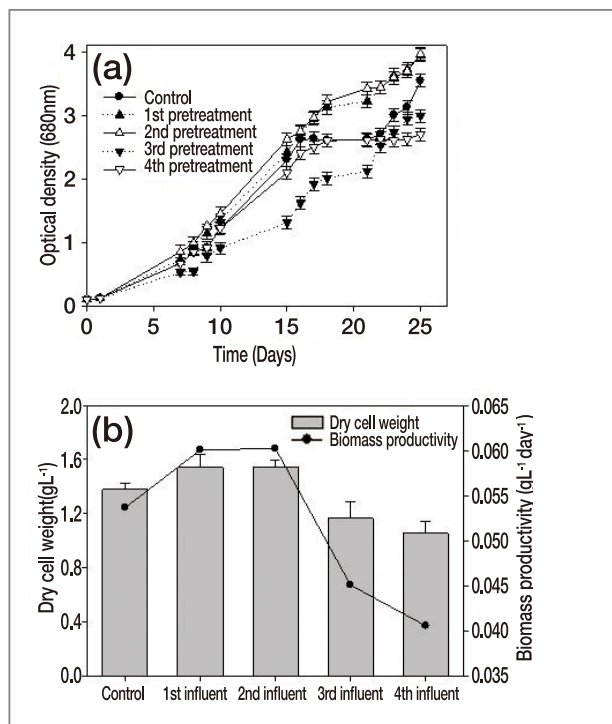 (a)
Control
1st pretreatment
2nd pretreatment
3rd pretreatment
4th pretreatment
Optical density (680nm)
4
3
2
1
0
0 5 10 15 20 25
Time (Days)
(b)
Dry cell weight
Biomass productivity
Dry cell weight(gL-1)
2.0
1.6
1.2
0.8
0.4
0.0
Biomass productivity (gL-1 day-1)
0.065
0.060
0.055
0.050
0.045
0.040
0.035
Control 1st influent 2nd influent 3rd influent 4th influent